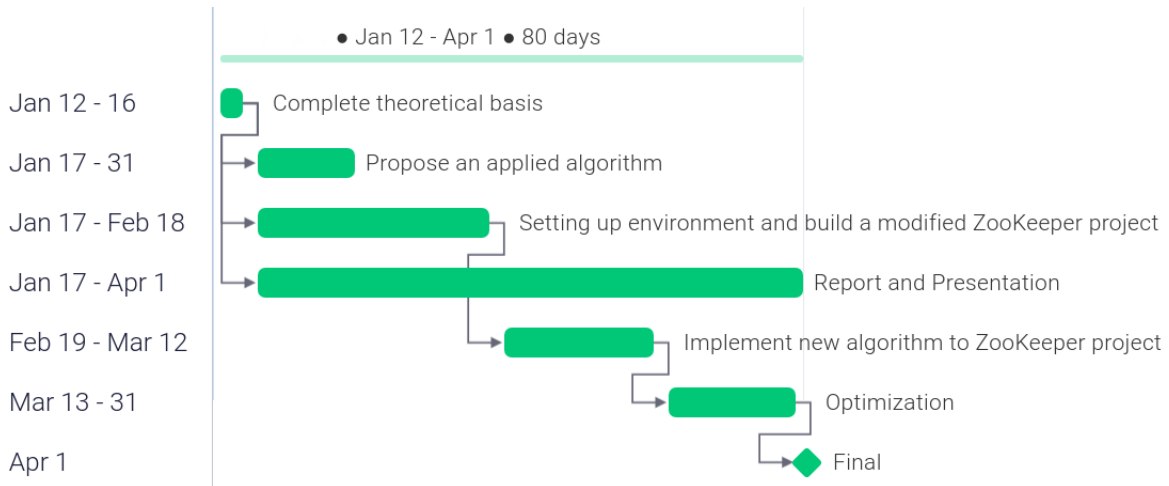 ● Jan 12 - Apr 1 ● 80 days
Jan 12 - 16 Complete theoretical basis
Jan 17 - 31 Propose an applied algorithm
Jan 17 - Feb 18 Setting up environment and build a modified ZooKeeper project
Jan 17 - Apr 1 Report and Presentation
Feb 19 - Mar 12 Implement new algorithm to ZooKeeper project
Mar 13 - 31 Optimization
Apr 1 Final